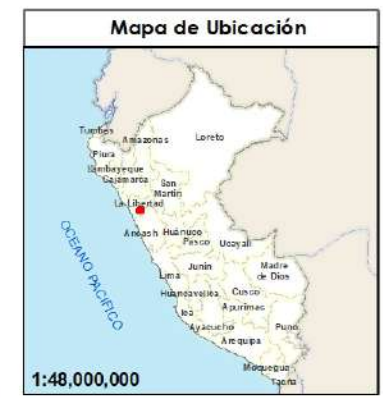 Mapa de Ubicación
Tumbes
Amazonas
Loreto
Piura
Lambayeque
Cajamarca
San
Martin
La Libertad
Ancash
Huánuco
Pasco
Ucayali
OCEANO PACIFICO
Lima
Junin
Madre
de Dios
Huancavelica
Cusco
Apurimac
Ica
Ayacucho
Puno
Arequipa
Moquegua
Tacna
1:48,000,000